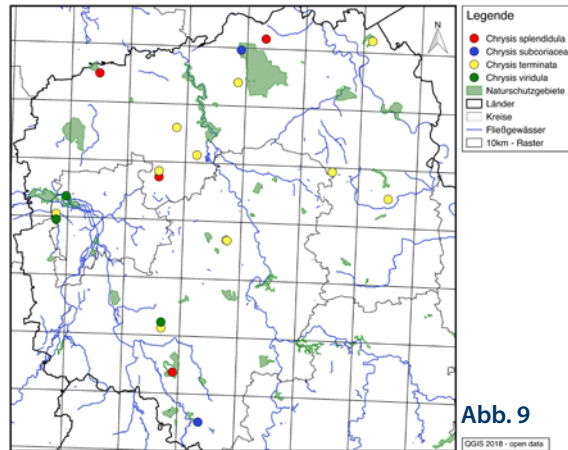 N
Legende
Chrysis splendidula
Chrysis subcoriacea
Chrysis terminata
Chrysis viridula
Naturschutzgebiete
Länder
Kreise
Fließgewässer
10km - Raster
Abb. 9
QGIS 2018 - open data